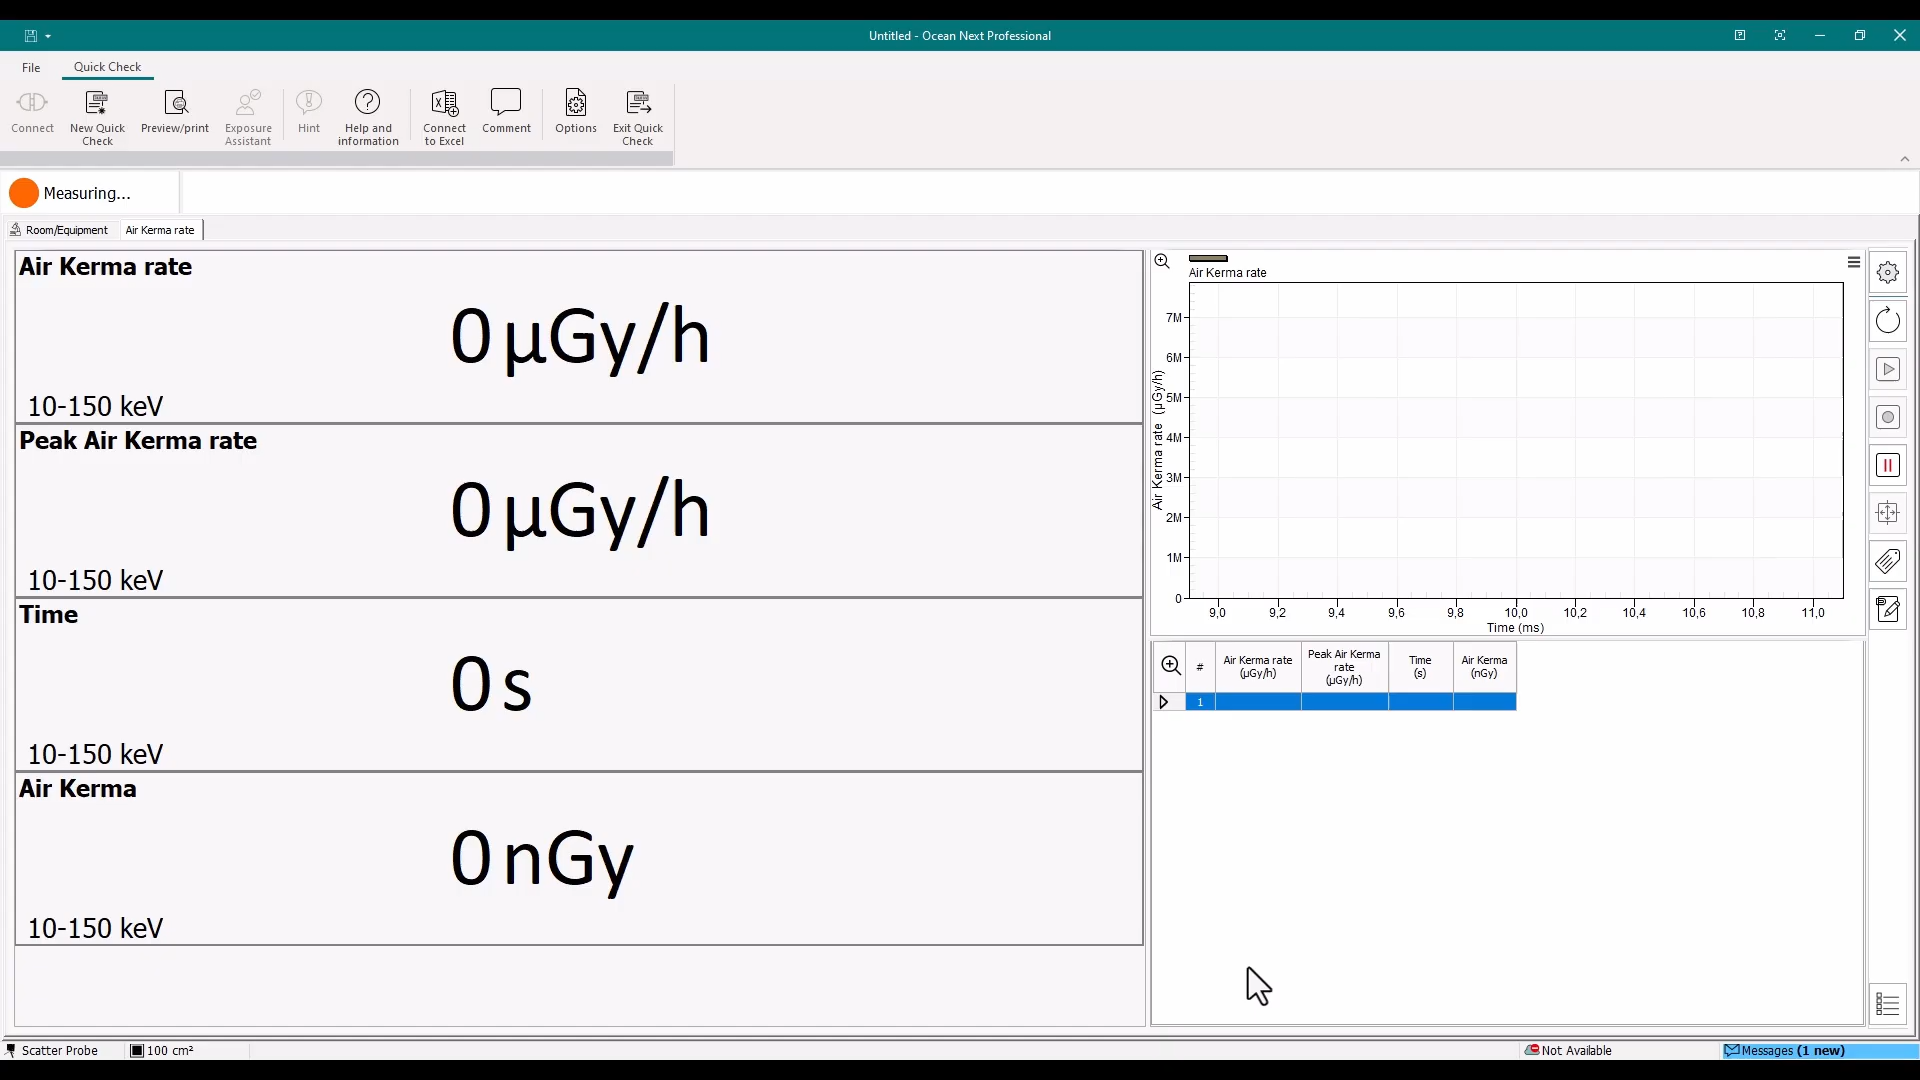 Untitled - Ocean Next Professional
File
Quick Check
Connect
New Quick
Check
Preview/print
Exposure
Assistant
Hint
Help and
information
Connect
to Excel
Comment
Options
Exit Quick
Check
Measuring...
Room/Equipment
Air Kerma rate
Air Kerma rate
0 µGy/h
10-150 keV
Peak Air Kerma rate
0 µGy/h
10-150 keV
Time
0 s
10-150 keV
Air Kerma
0 nGy
10-150 keV
Air Kerma rate
Air Kerma rate (µGy/h)
7M
6M
5M
4M
3M
2M
1M
0
9,0 9,2 9,4 9,6 9,8 10,0 10,2 10,4 10,6 10,8 11,0
Time (ms)
#
Air Kerma rate
(µGy/h)
Peak Air Kerma
rate
(µGy/h)
Time
(s)
Air Kerma
(nGy)
1
Scatter Probe
100 cm²
Not Available
Messages (1 new)